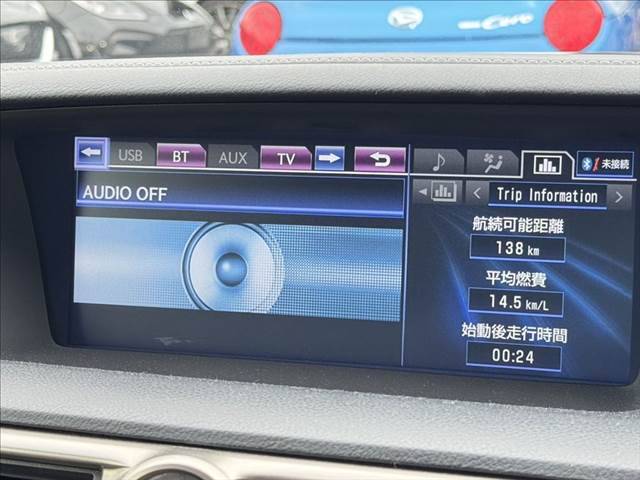 Cero
USB BT AUX TV
未接続
AUDIO OFF
Trip Information
航続可能距離
138 km
平均燃費
14.5 km/L
始動後走行時間
00:24